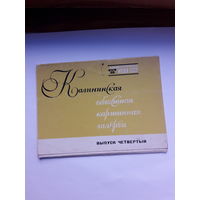 Калининская
областная
картинная
галерея
ВЫПУСК ЧЕТВЕРТЫЙ